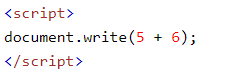 <script>
document.write(5 + 6);
</script>